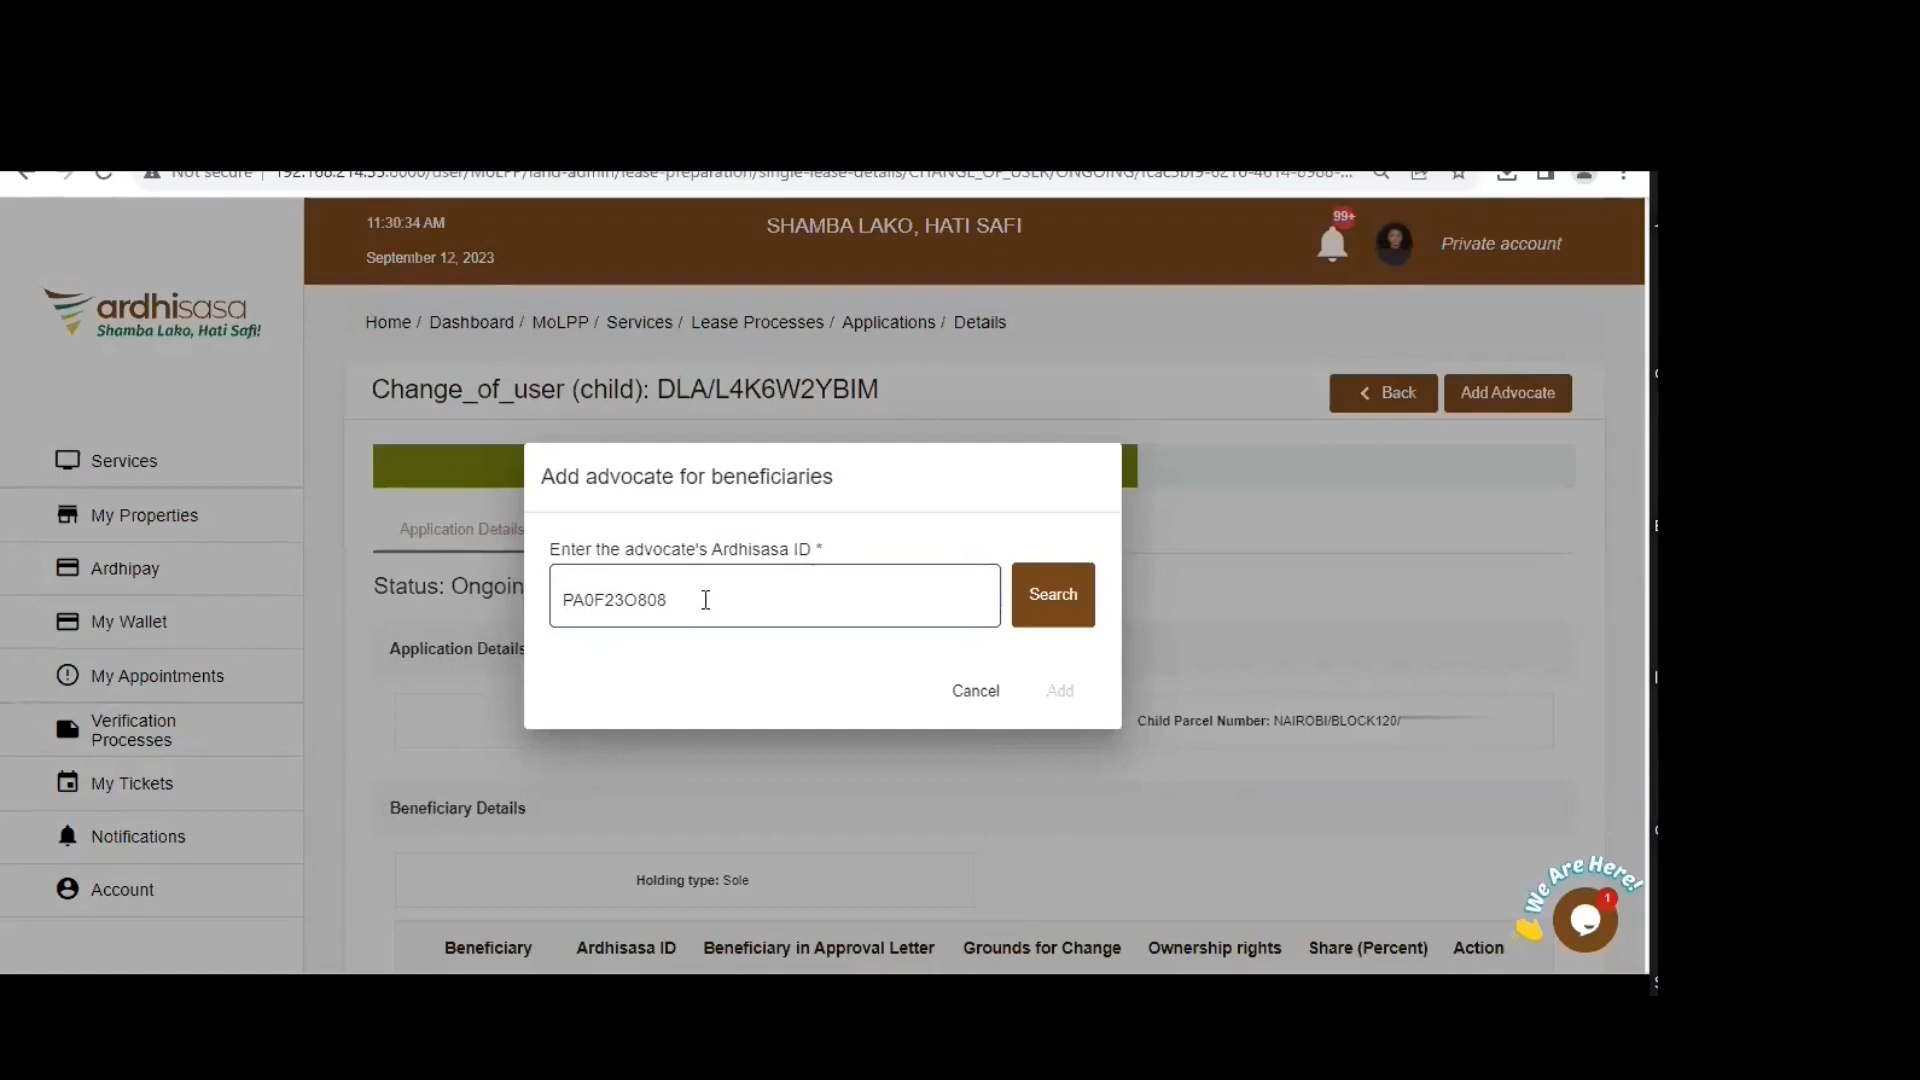 Not secure
11:30:34 AM
SHAMBA LAKO, HATI SAFI
99+
Private account
September 12, 2023
ardhisasa
Shamba Lako, Hati Safi!
Home / Dashboard / MoLPP / Services / Lease Processes / Applications / Details
Change_of_user (child): DLA/L4K6W2YBIM
Back
Add Advocate
Services
My Properties
Ardhipay
My Wallet
My Appointments
Verification
Processes
My Tickets
Notifications
Account
Add advocate for beneficiaries
Application Details
Enter the advocate's Ardhisasa ID *
Status: Ongoin
PA0F23O808
Search
Application Details
Cancel
Add
Child Parcel Number: NAIROBI/BLOCK120/
Beneficiary Details
Holding type: Sole
We Are Here!
1
Beneficiary Ardhisasa ID Beneficiary in Approval Letter Grounds for Change Ownership rights Share (Percent) Action